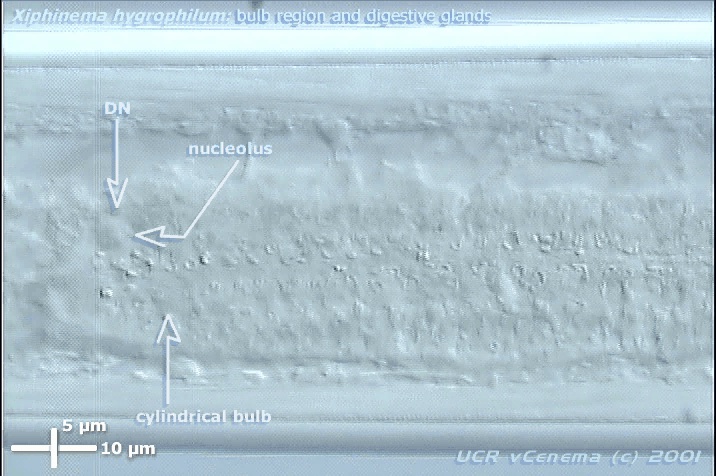 Xiphinema hygrophilum: bulb region and digestive glands
DN
nucleolus
cylindrical bulb
5 µm
10 µm
UCR vCenema (c) 2001